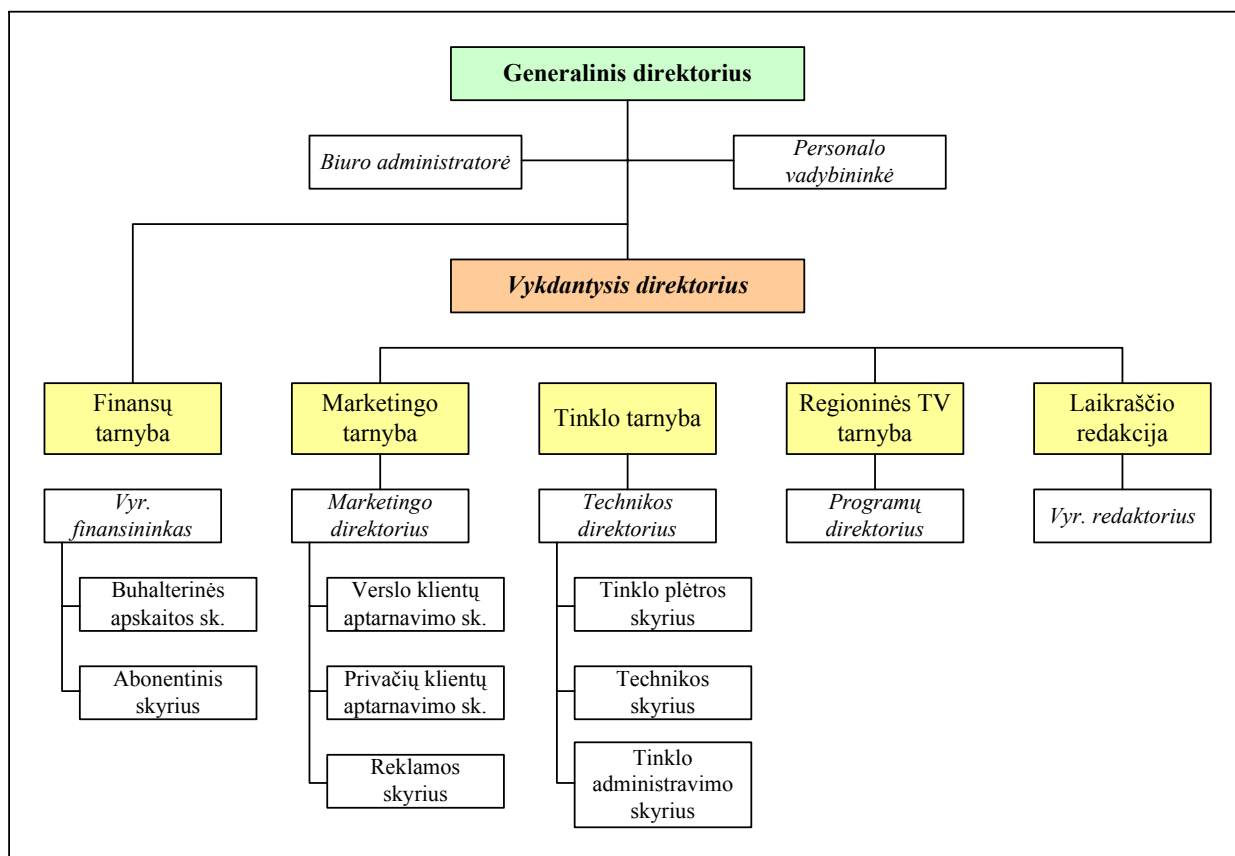 Generalinis direktorius
Biuro administratorė
Personalo
vadybininkė
Vykdantysis direktorius
Finansų
tarnyba
Marketingo
tarnyba
Tinklo tarnyba
Regioninės TV
tarnyba
Laikraščio
redakcija
Vyr.
finansininkas
Marketingo
direktorius
Technikos
direktorius
Programų
direktorius
Vyr. redaktorius
Buhalterinės
apskaitos sk.
Verslo klientų
aptarnavimo sk.
Tinklo plėtros
skyrius
Abonentinis
skyrius
Privačių klientų
aptarnavimo sk.
Technikos
skyrius
Reklamos
skyrius
Tinklo
administravimo
skyrius